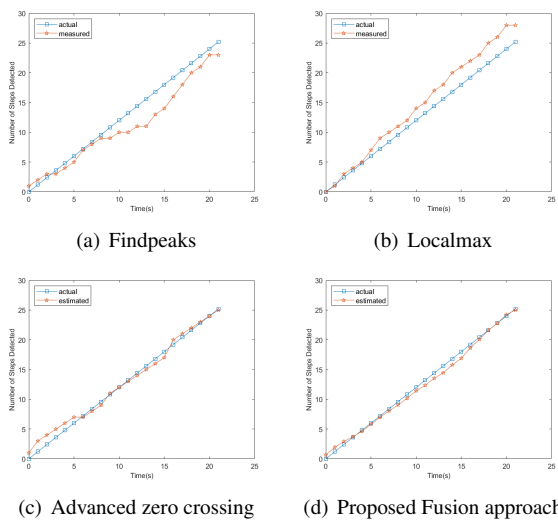 actual
measured
Number of Steps Detected
30
25
20
15
10
5
0
0 5 10 15 20 25
Time(s)
(a) Findpeaks
actual
measured
Number of Steps Detected
30
25
20
15
10
5
0
0 5 10 15 20 25
Time(s)
(b) Localmax
actual
estimated
Number of Steps Detected
30
25
20
15
10
5
0
0 5 10 15 20 25
Time(s)
(c) Advanced zero crossing
actual
estimated
Number of Steps Detected
30
25
20
15
10
5
0
0 5 10 15 20 25
Time(s)
(d) Proposed Fusion approach